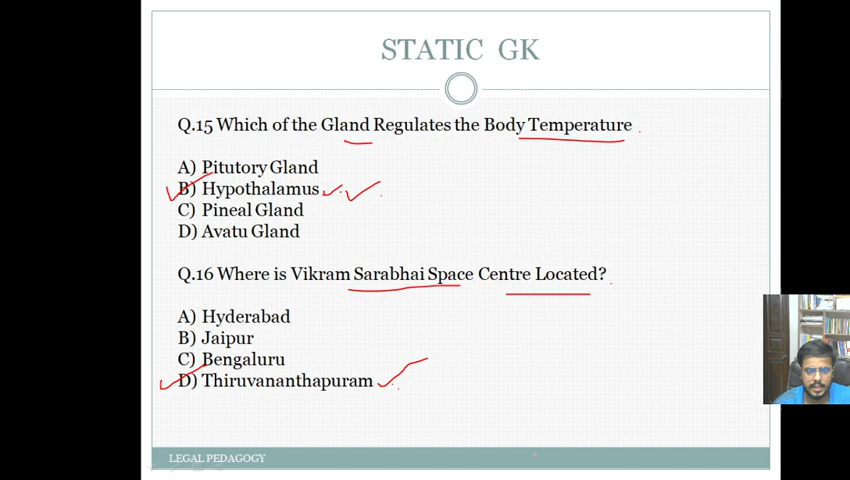 STATIC GK
Q.15 Which of the Gland Regulates the Body Temperature
A) Pitutory Gland
B) Hypothalamus
C) Pineal Gland
D) Avatu Gland
Q.16 Where is Vikram Sarabhai Space Centre Located?
A) Hyderabad
B) Jaipur
C) Bengaluru
D) Thiruvananthapuram
LEGAL PEDAGOGY